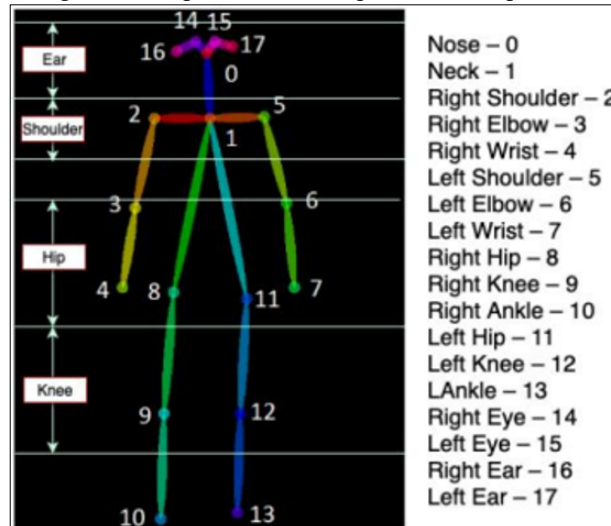 14 15
16 17
Ear
0
2 5
Shoulder
1
3 6
Hip
4 8 11 7
Knee
9 12
10 13
Nose – 0
Neck – 1
Right Shoulder – 2
Right Elbow – 3
Right Wrist – 4
Left Shoulder – 5
Left Elbow – 6
Left Wrist – 7
Right Hip – 8
Right Knee – 9
Right Ankle – 10
Left Hip – 11
Left Knee – 12
LAnkle – 13
Right Eye – 14
Left Eye – 15
Right Ear – 16
Left Ear – 17